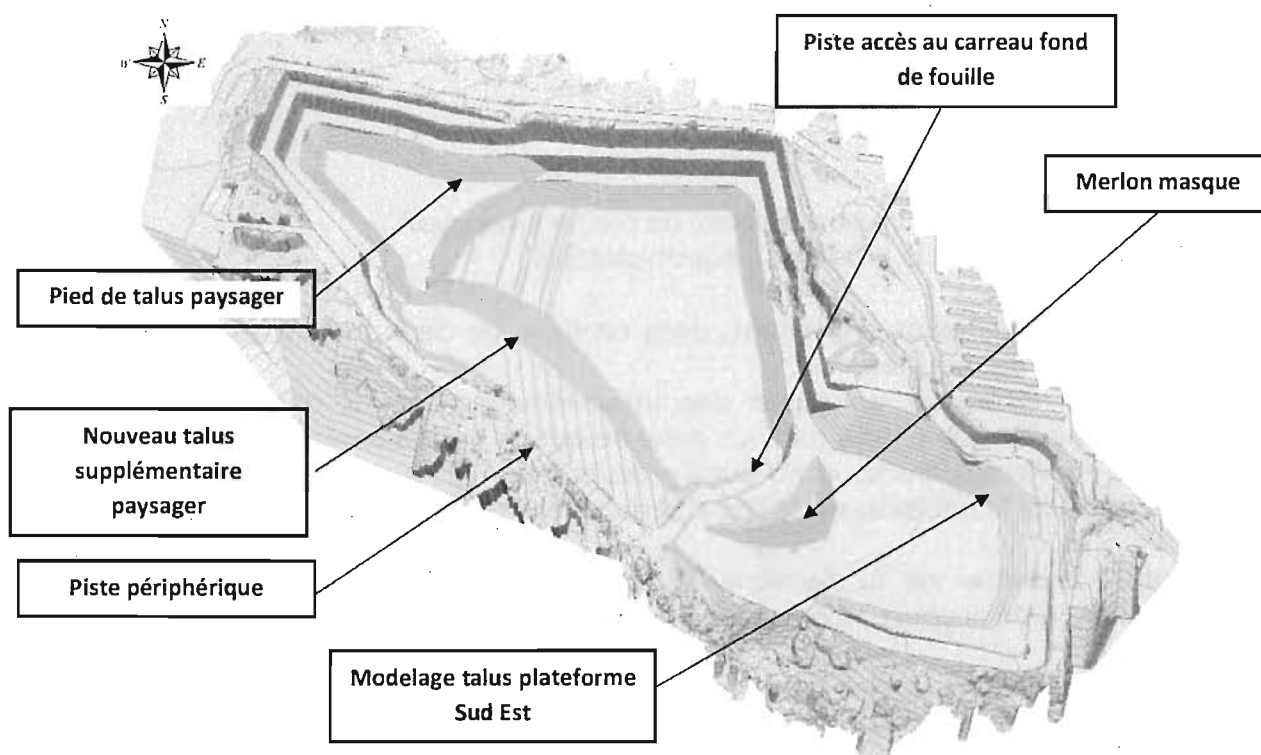 N
W E
S
Piste accès au carreau fond
de fouille
Merlon masque
Pied de talus paysager
Nouveau talus
supplémentaire
paysager
Piste périphérique
Modelage talus plateforme
Sud Est